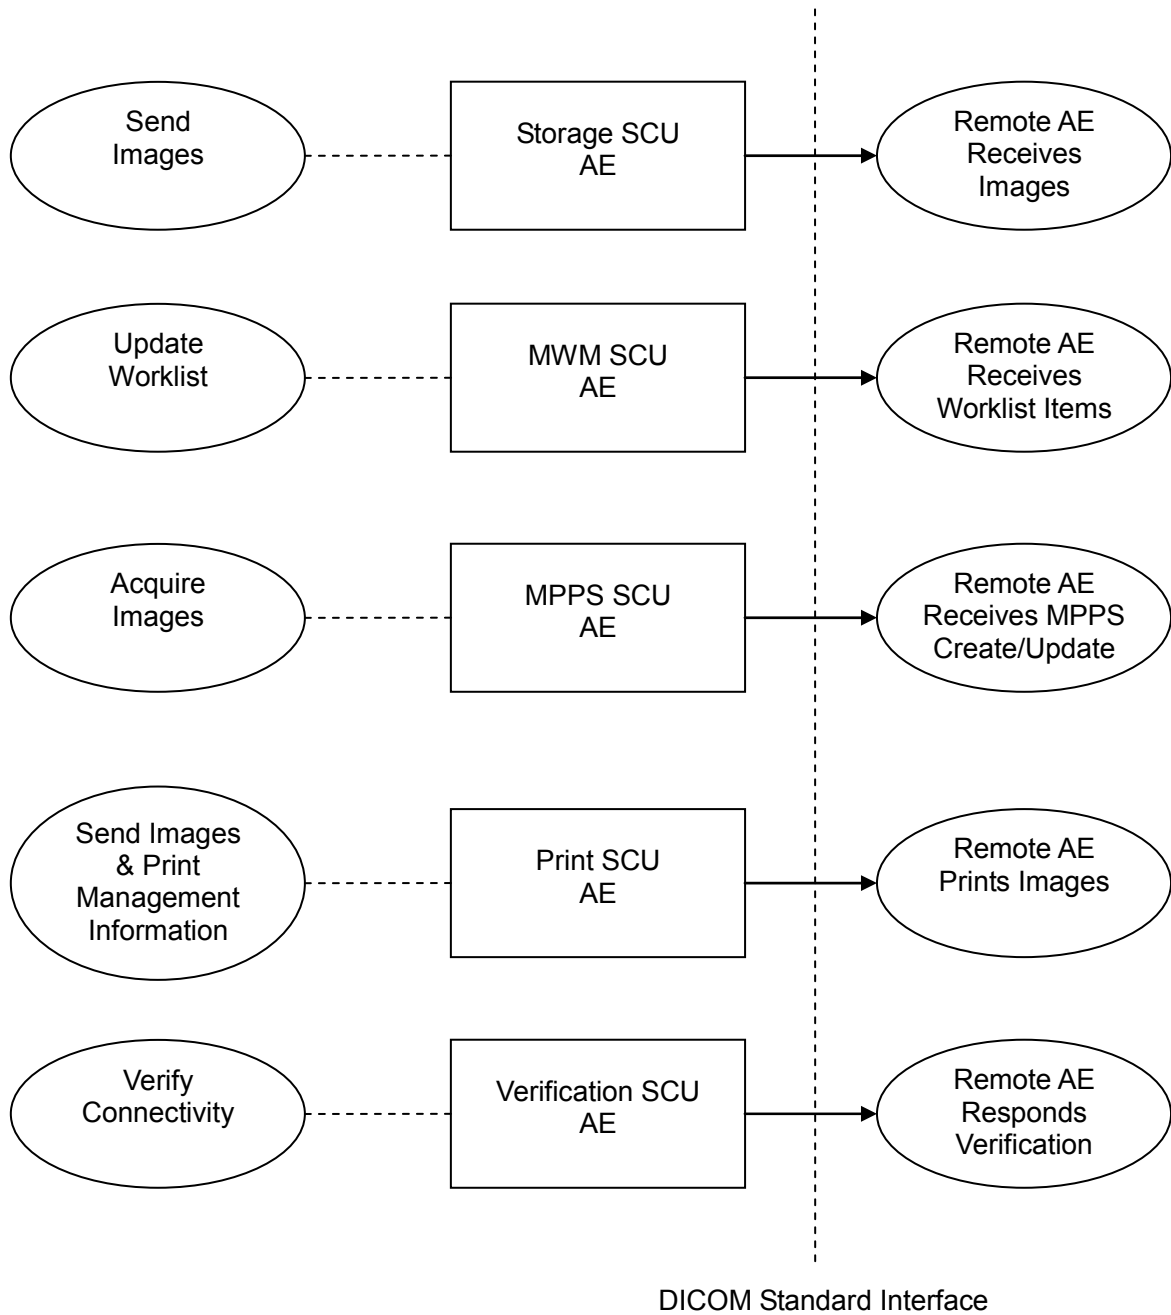 Send
Images
Storage SCU
AE
Remote AE
Receives
Images
Update
Worklist
MWM SCU
AE
Remote AE
Receives
Worklist Items
Acquire
Images
MPPS SCU
AE
Remote AE
Receives MPPS
Create/Update
Send Images
& Print
Management
Information
Print SCU
AE
Remote AE
Prints Images
Verify
Connectivity
Verification SCU
AE
Remote AE
Responds
Verification
DICOM Standard Interface